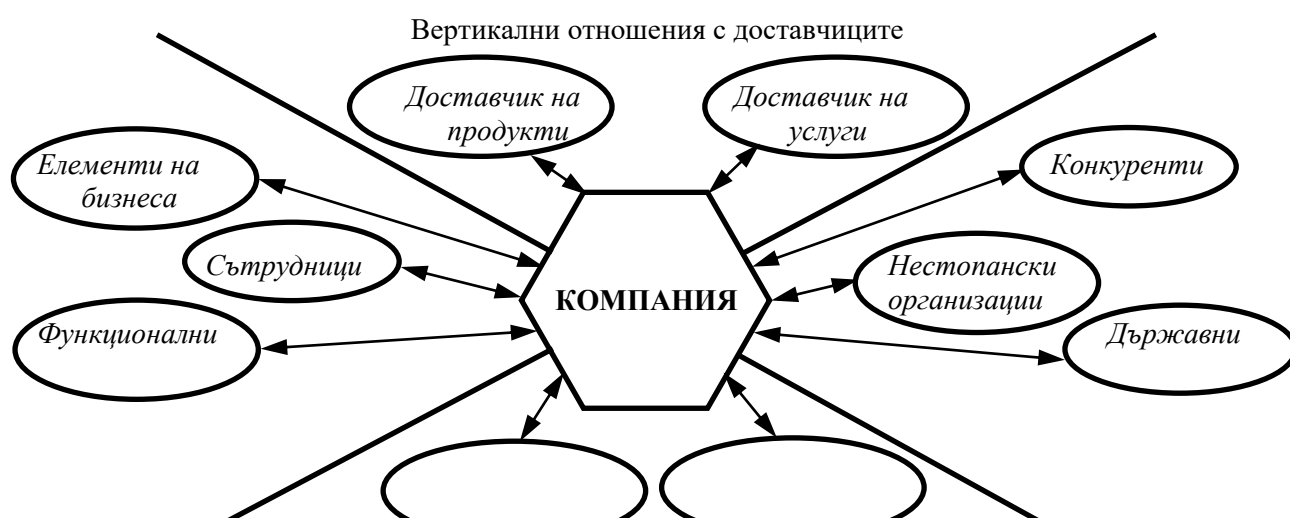 Вертикални отношения с доставчиците
Доставчик на
продукти
Доставчик на
услуги
Елементи на
бизнеса
Конкуренти
Сътрудници
Нестопански
организации
КОМПАНИЯ
Функционални
Държавни